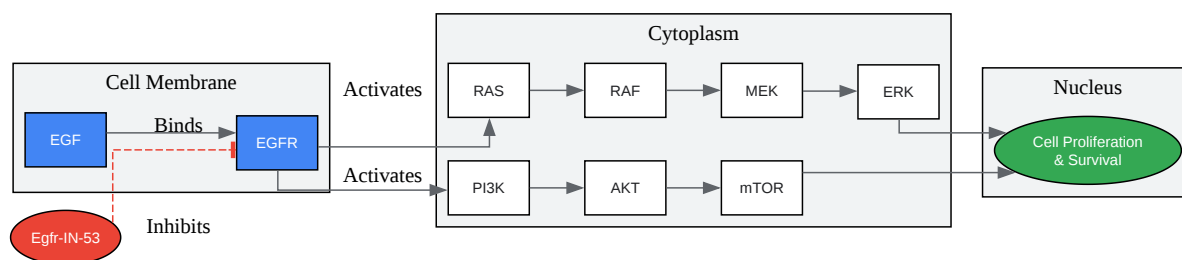 Cell Membrane
EGF
Binds
EGFR
Egfr-IN-53
Inhibits
Activates
Activates
Cytoplasm
RAS
RAF
MEK
ERK
PI3K
AKT
mTOR
Nucleus
Cell Proliferation
& Survival